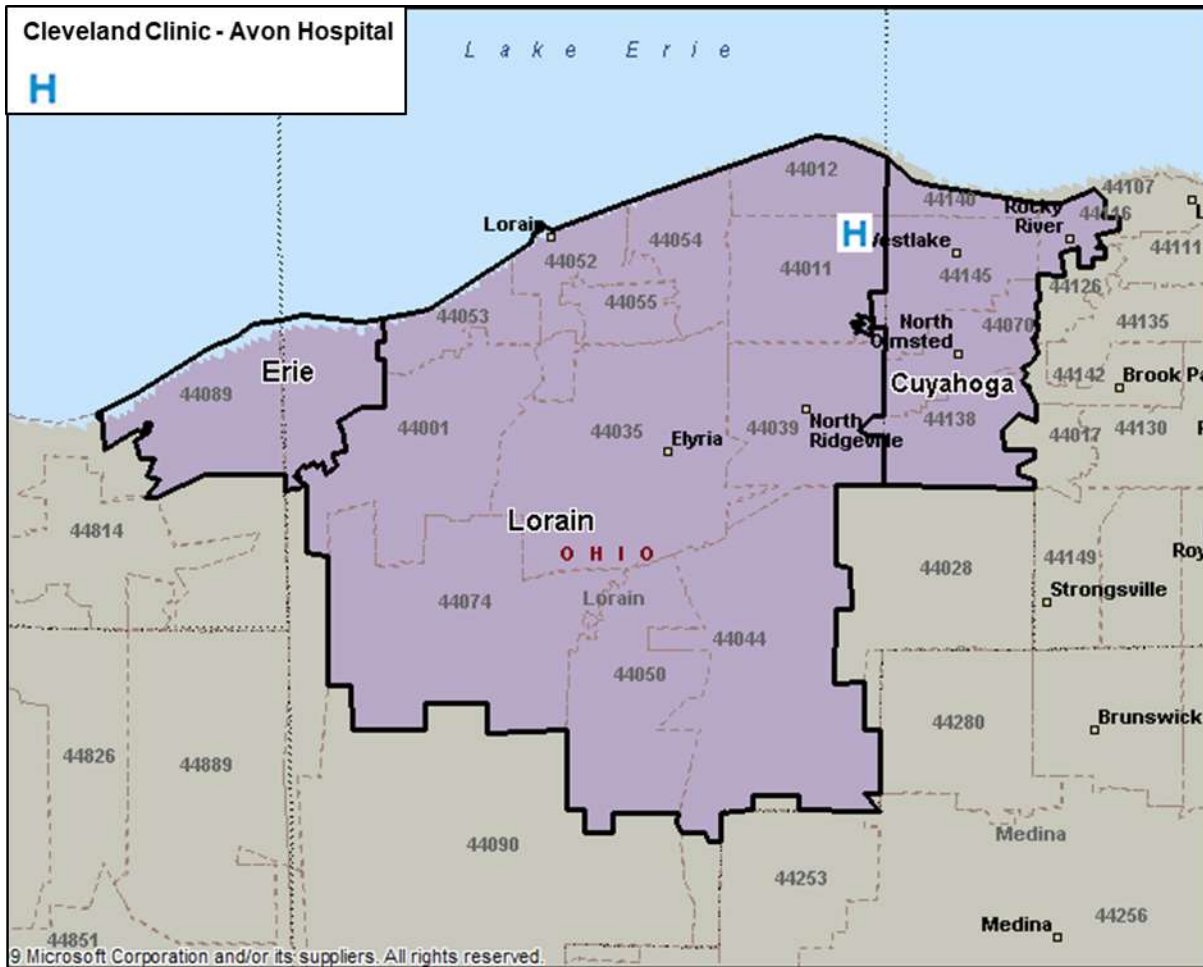 Cleveland Clinic - Avon Hospital
H
Lake Erie
44012
44107
44140
Rocky
River
44116
L
Lorain
44054
H
Westlake
44111
44052
44011
44145
44055
44126
44053
North
Olmsted
44070
44135
Erie
44142
Brook Pa
44089
Cuyahoga
44001
44035
Elyria
44039
North
Ridgeville
44138
44017
44130
Lorain
44814
OHIO
44149
Roy
44028
44074
Lorain
Strongsville
44044
44050
44280
Brunswick
44826
44889
Medina
44090
44253
44256
Medina
44851
9 Microsoft Corporation and/or its suppliers. All rights reserved.